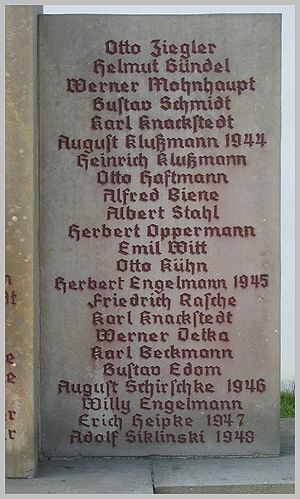 Otto Ziegler
Helmut Gündel
Werner Mohnhaupt
Gustav Schmidt
Karl Knackstedt
August Klußmann 1944
Heinrich Klußmann
Otto Haftmann
Alfred Biene
Albert Stahl
Herbert Oppermann
Emil Witt
Otto Kühn
Herbert Engelmann 1945
Friedrich Rasche
Karl Knackstedt
Werner Detka
Karl Beckmann
Gustav Edom
August Schirschke 1946
Willy Engelmann
Erich Heipke 1947
Adolf Siklinski 1948